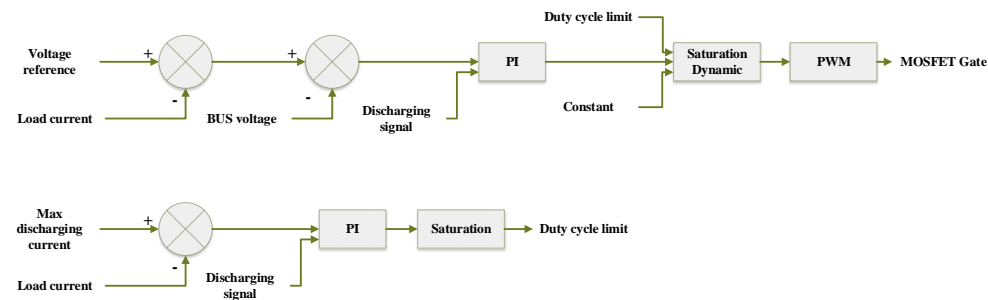 Duty cycle limit
Voltage
reference
+
+
PI
Saturation
Dynamic
PWM
MOSFET Gate
-
-
Load current
BUS voltage
Discharging
signal
Constant
Max
discharging
current
+
PI
Saturation
Duty cycle limit
-
Load current
Discharging
signal